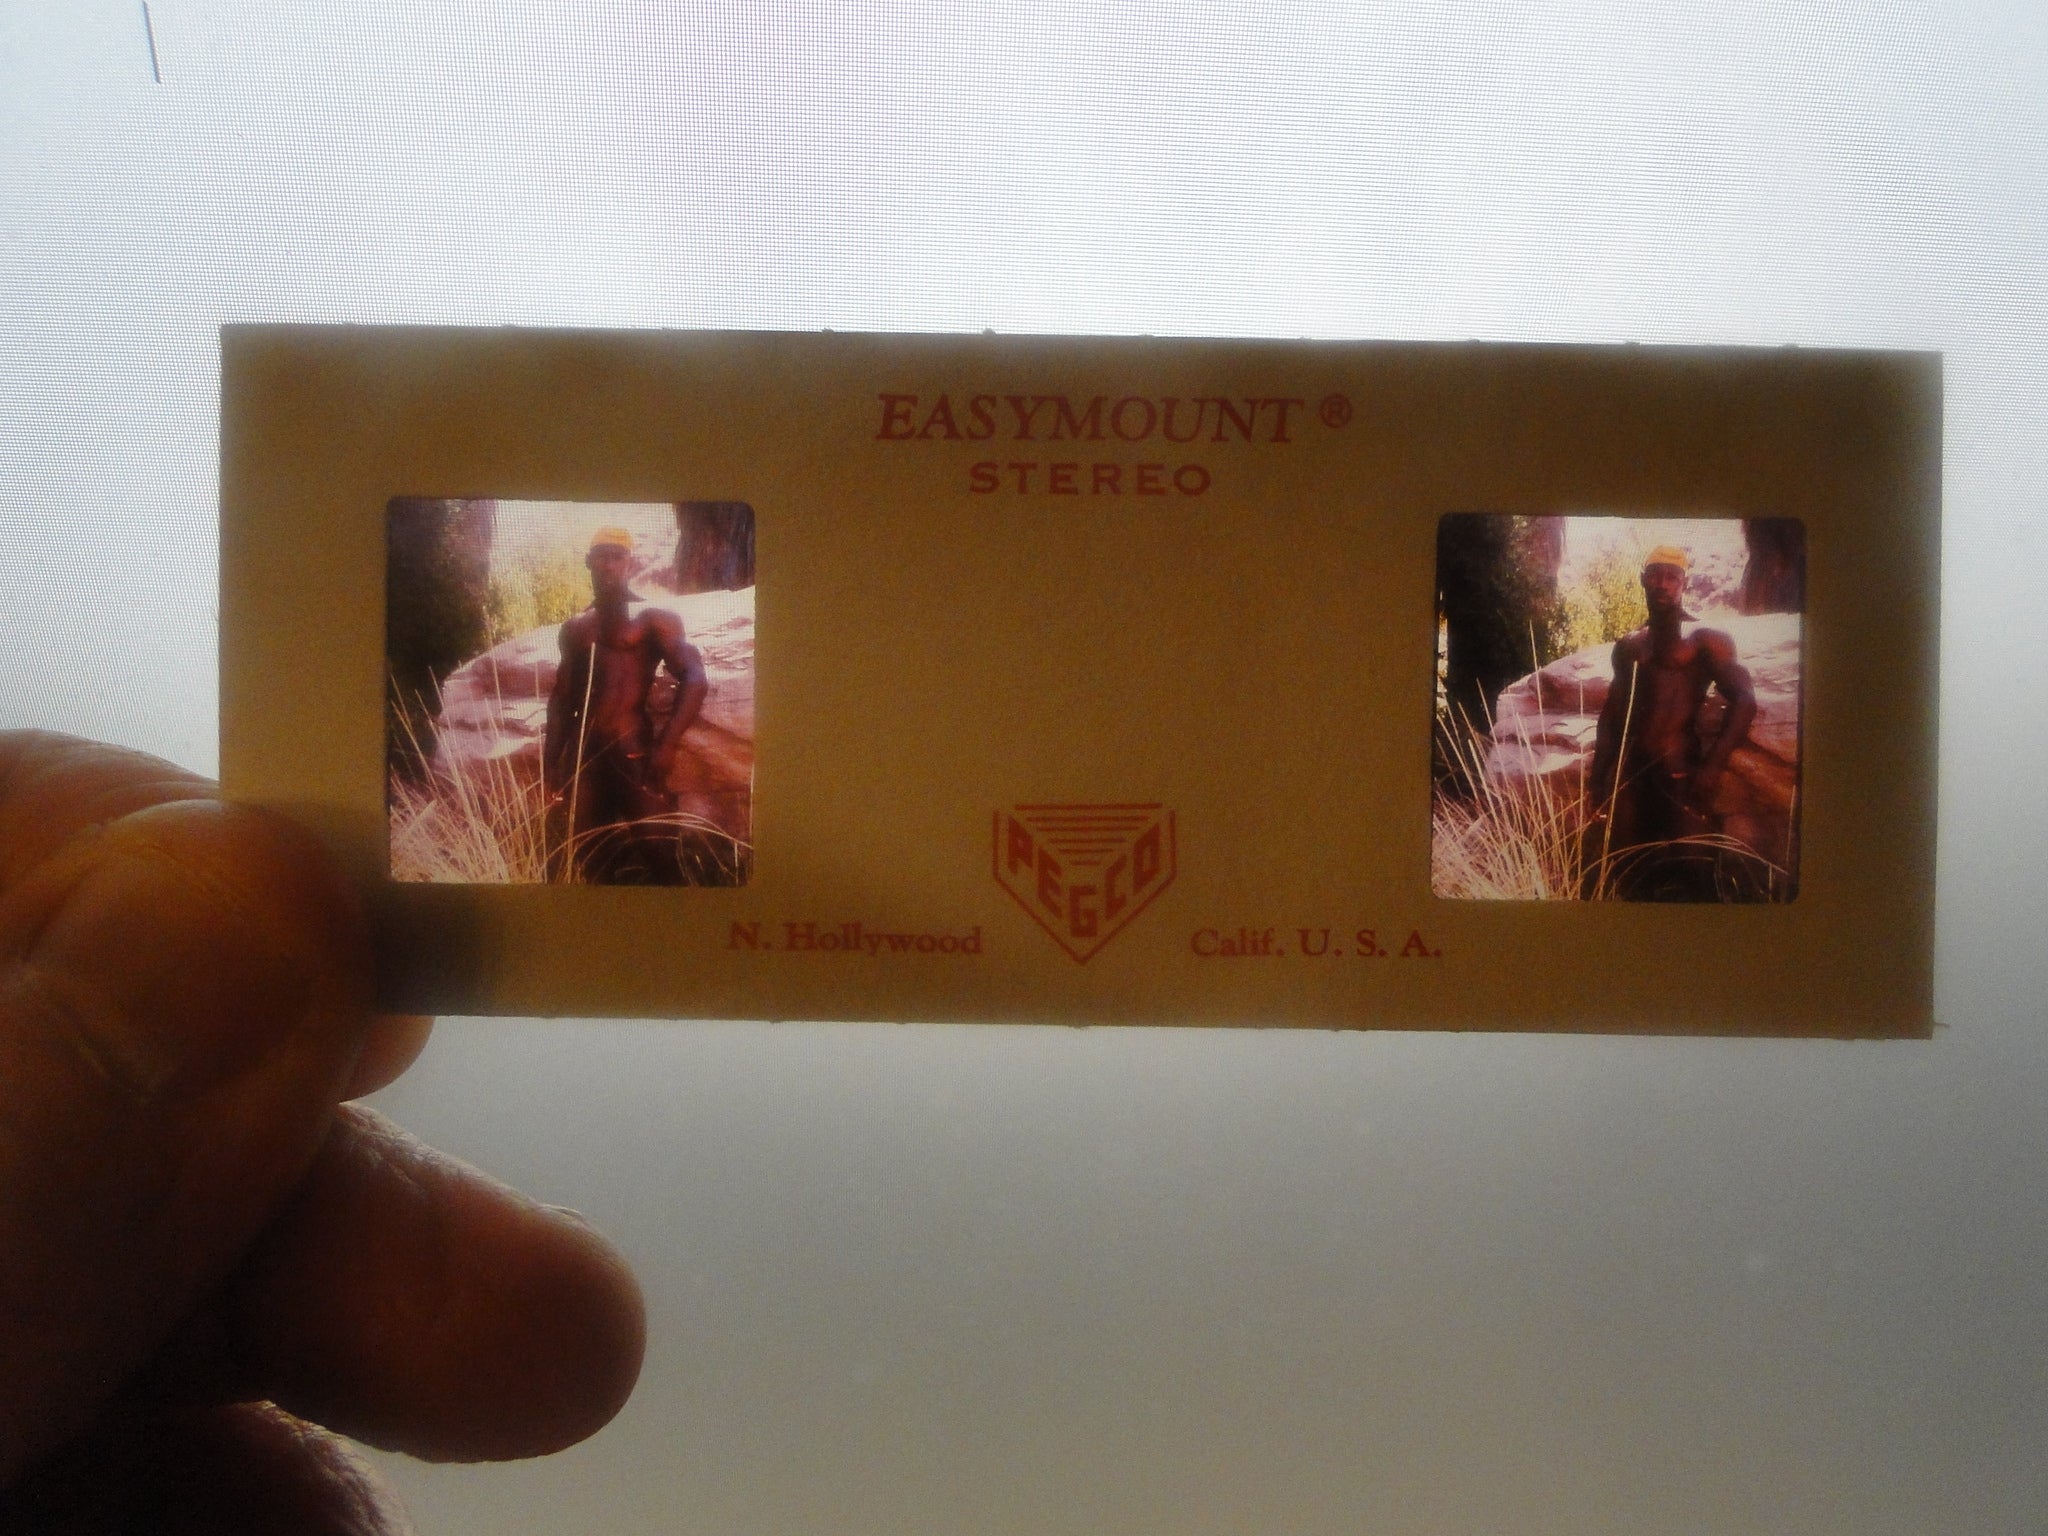 EASYMOUNT ®
STEREO
PEGCO
N. Hollywood Calif. U. S. A.